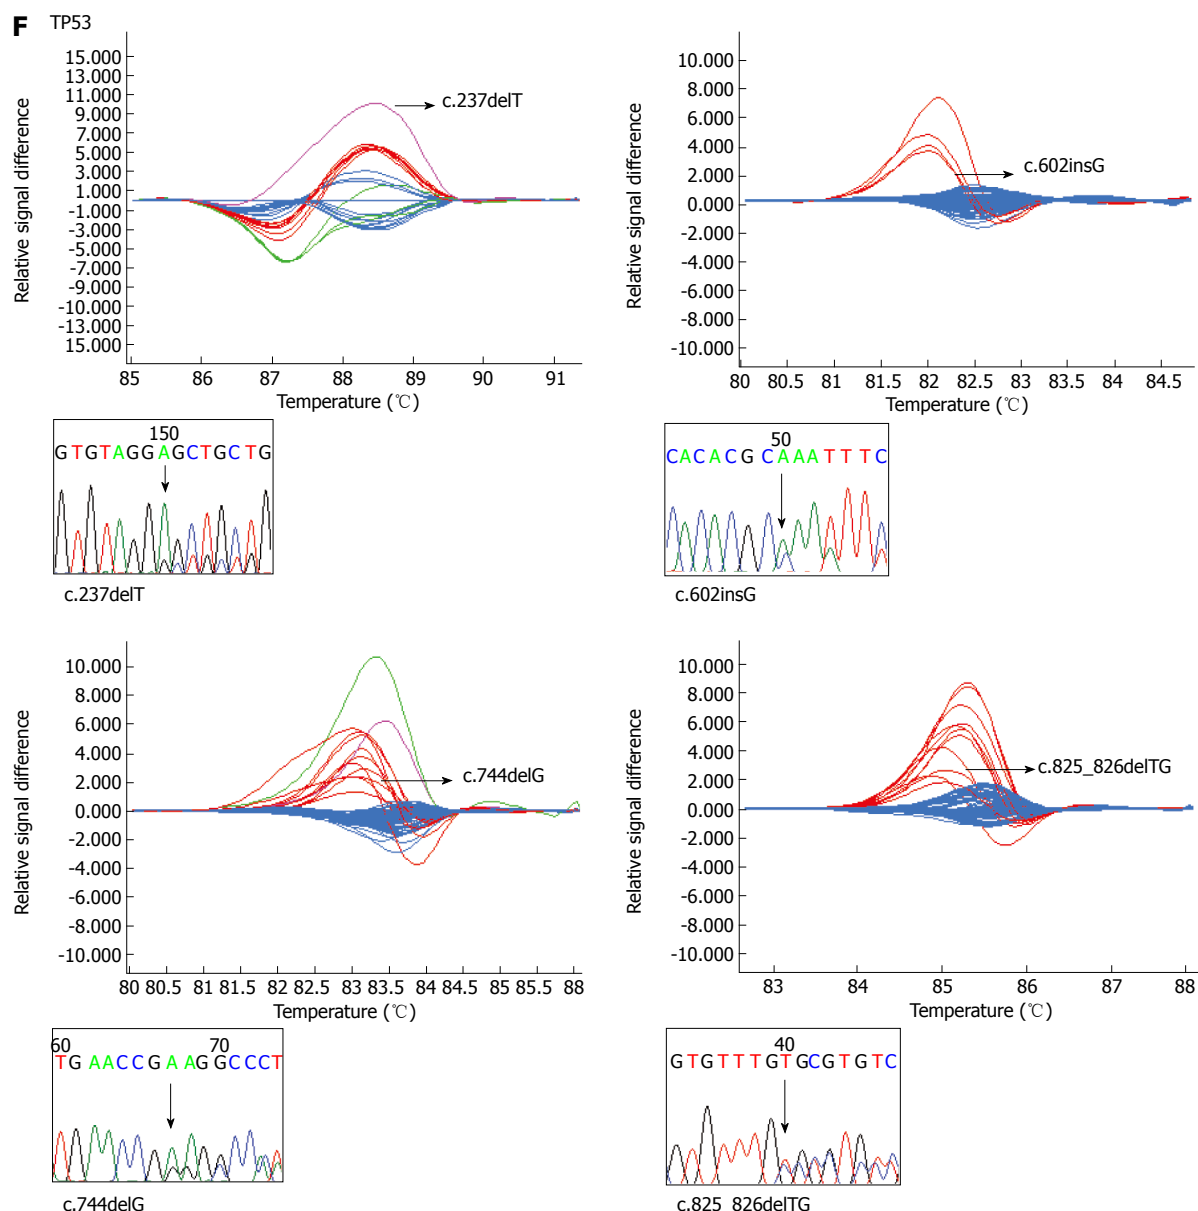 F TP53
15.000
13.000
11.000
9.000
7.000
5.000
3.000
1.000
-1.000
-3.000
-5.000
-7.000
-9.000
-11.000
-13.000
15.000
Relative signal difference
c.237delT
85 86 87 88 89 90 91
Temperature (℃)
150
GTGTAGGAGCTGCTG
c.237delT
10.000
8.000
6.000
4.000
2.000
0.000
-2.000
-4.000
-6.000
-8.000
-10.000
Relative signal difference
c.602insG
80 80.5 81 81.5 82 82.5 83 83.5 84 84.5
Temperature (℃)
50
CACACGCAAATTTC
c.602insG
10.000
8.000
6.000
4.000
2.000
0.000
-2.000
-4.000
-6.000
-8.000
-10.000
Relative signal difference
c.744delG
80 80.5 81 81.5 82 82.5 83 83.5 84 84.5 85.5 88
Temperature (℃)
60 70
TGAACCGAAGGCCCT
c.744delG
10.000
8.000
6.000
4.000
2.000
0.000
-2.000
-4.000
-6.000
-8.000
-10.000
Relative signal difference
c.825_826delTG
83 84 85 86 87 88
Temperature (℃)
40
GTGTTTGTGCGTGTC
c.825_826delTG